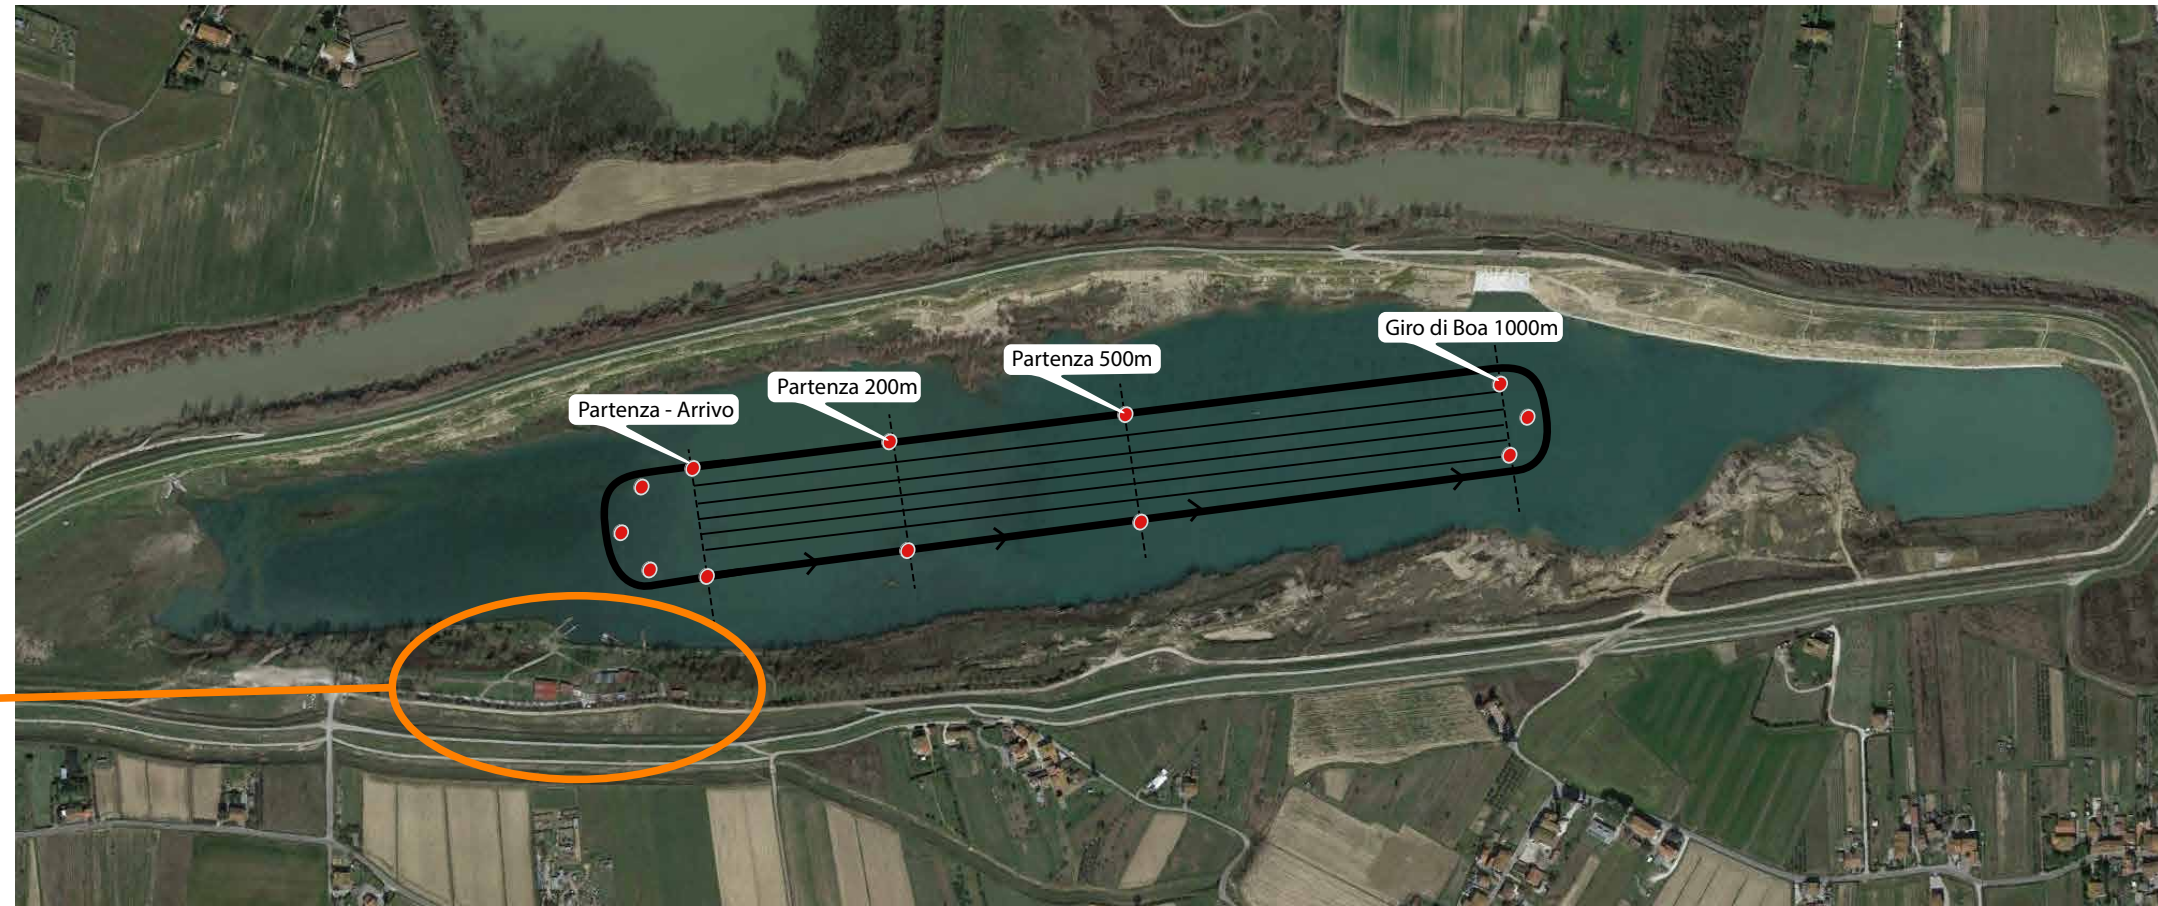 Partenza - Arrivo
Partenza 200m
Partenza 500m
Giro di Boa 1000m